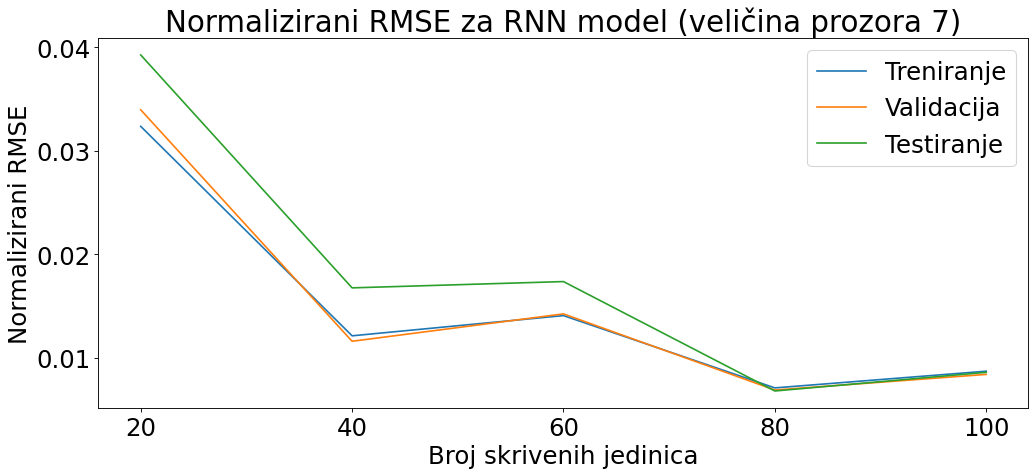 Normalizirani RMSE za RNN model (veličina prozora 7)
Normalizirani RMSE
0.04
0.03
0.02
0.01
Treniranje
Validacija
Testiranje
20 40 60 80 100
Broj skrivenih jedinica